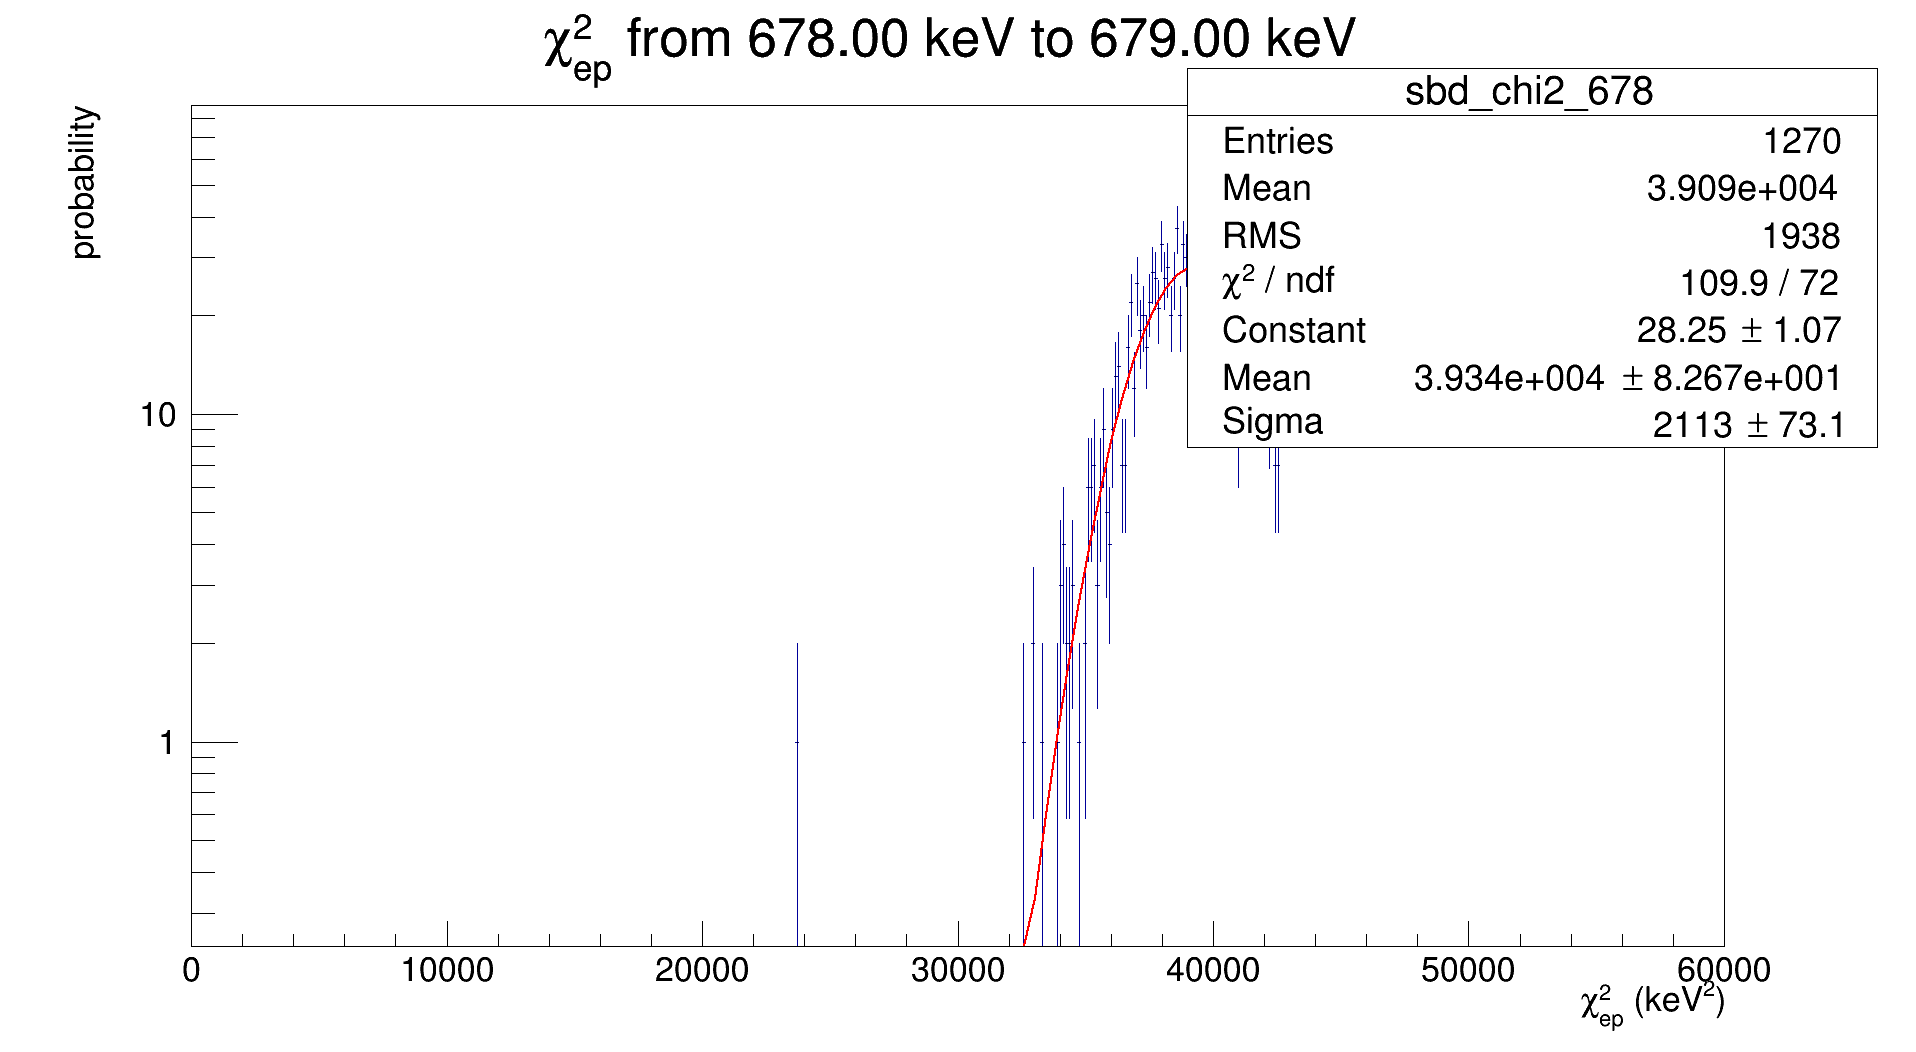 χ²ep from 678.00 keV to 679.00 keV
sbd_chi2_678
Entries 1270
Mean 3.909e+004
RMS 1938
χ² / ndf 109.9 / 72
Constant 28.25 ± 1.07
Mean 3.934e+004 ± 8.267e+001
Sigma 2113 ± 73.1
probability
10
1
0 10000 20000 30000 40000 50000 60000
χ²ep (keV²)